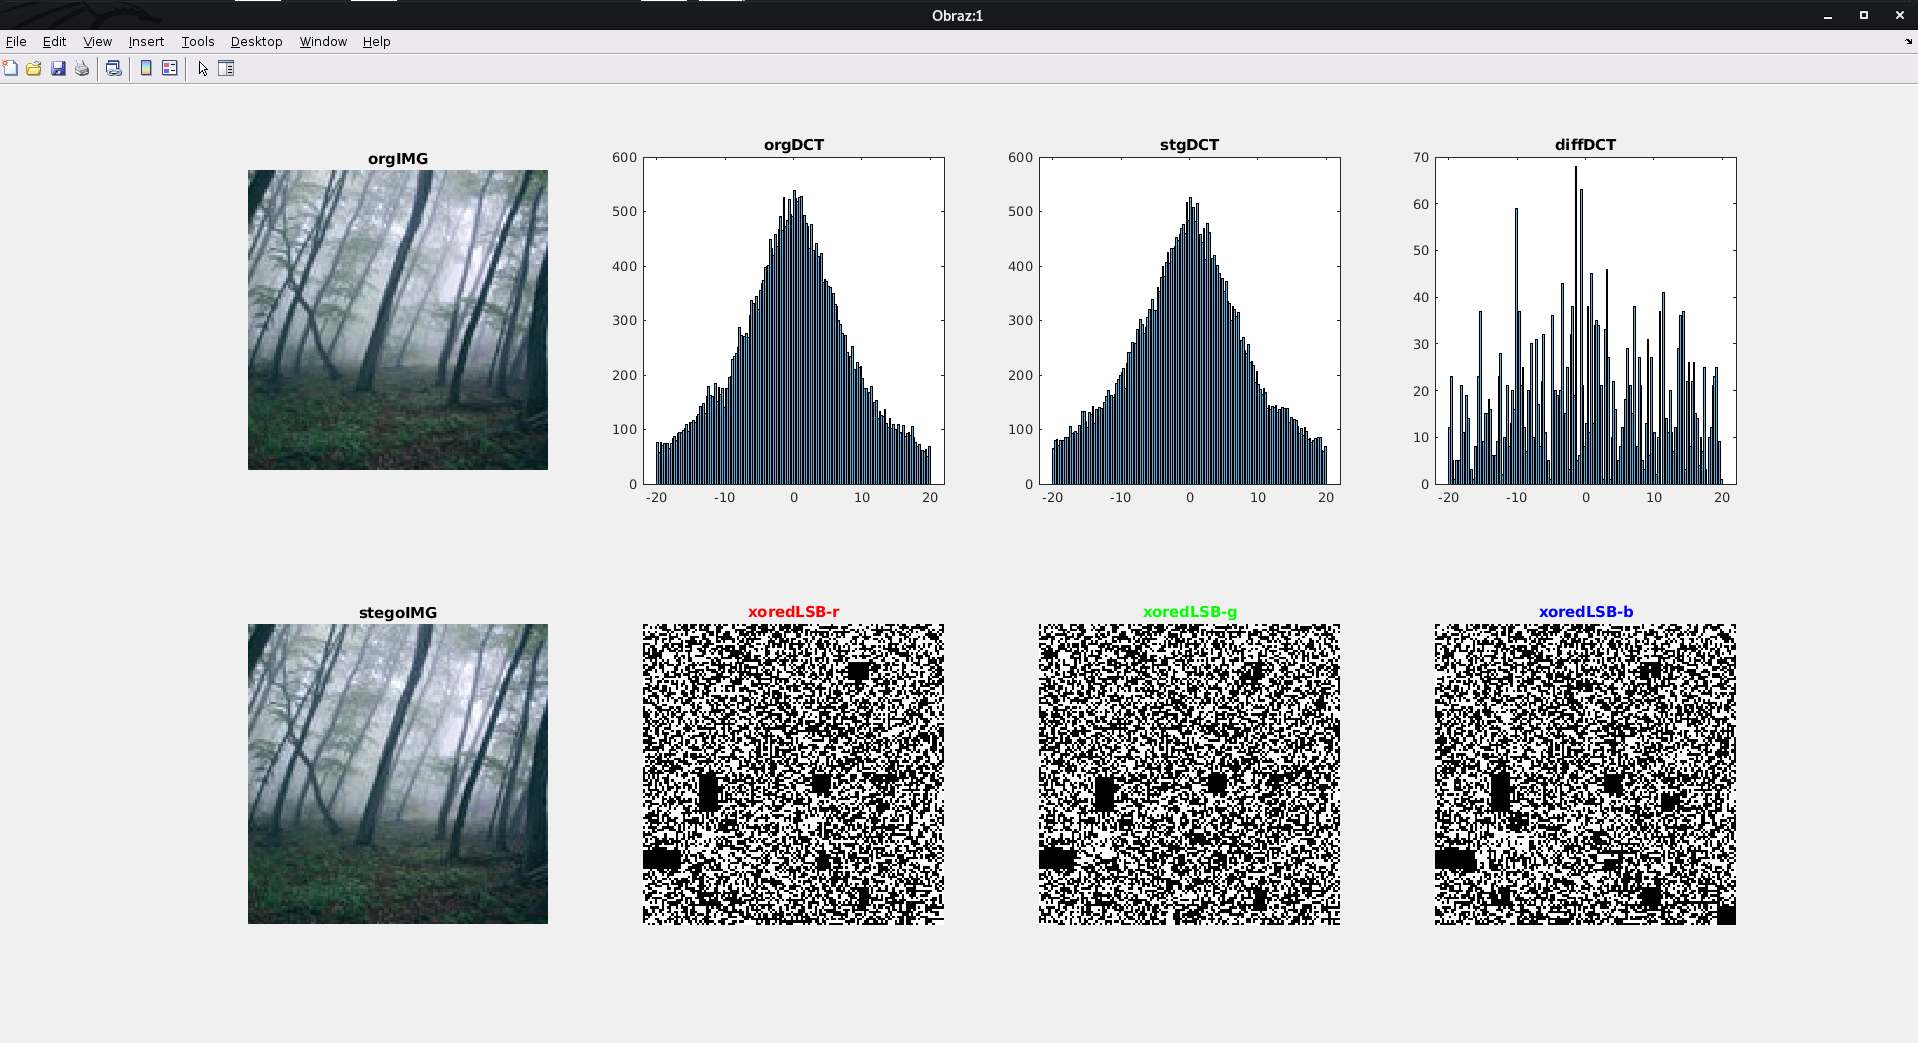 Obraz:1
File Edit View Insert Tools Desktop Window Help
orgIMG
orgDCT
600
500
400
300
200
100
0
-20 -10 0 10 20
stgDCT
600
500
400
300
200
100
0
-20 -10 0 10 20
diffDCT
70
60
50
40
30
20
10
0
-20 -10 0 10 20
stegoIMG
xoredLSB-r
xoredLSB-g
xoredLSB-b